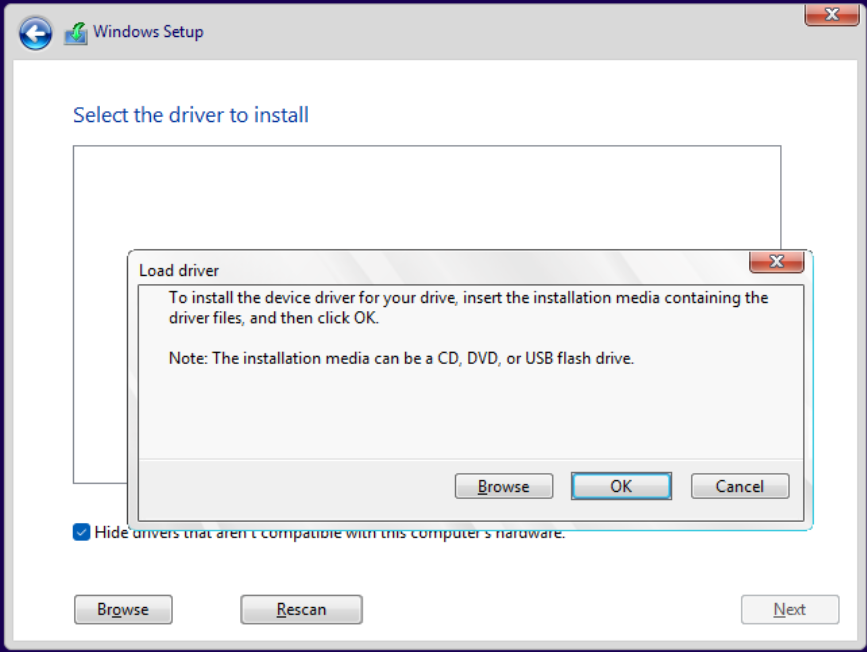 Windows Setup
Select the driver to install
Load driver
To install the device driver for your drive, insert the installation media containing the
driver files, and then click OK.
Note: The installation media can be a CD, DVD, or USB flash drive.
Browse OK Cancel
Hide drivers that aren't compatible with this computer's hardware.
Browse Rescan Next